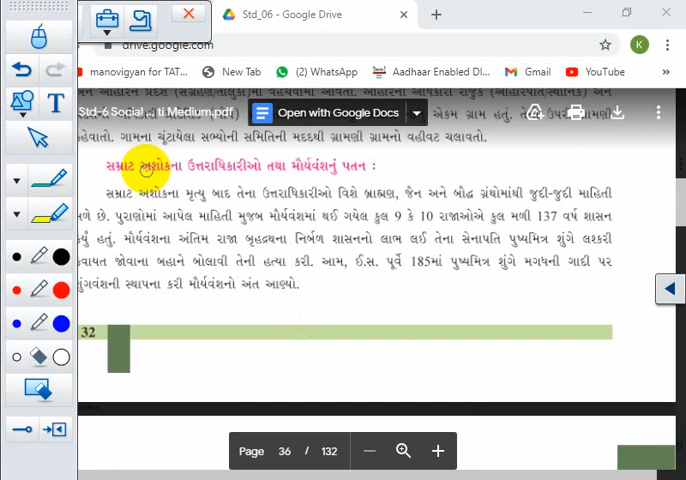 Std_06 - Google Drive
drive.google.com
K
manovigyan for TAT...
New Tab
(2) WhatsApp
Aadhaar Enabled DI...
Gmail
YouTube
»
Std-6 Social ... ti Medium.pdf
Open with Google Docs
એકમ ગ્રામ હતું.
કહેવાતો. ગામના ચૂંટાયેલા સભ્યોની સમિતિની મદદથી ગ્રામણી ગ્રામનો વહીવટ ચલાવતો.
સમ્રાટ અશોકના ઉત્તરાધિકારીઓ તથા મૌર્યવંશનું પતન :
સમ્રાટ અશોકના મૃત્યુ બાદ તેના ઉત્તરાધિકારીઓ વિશે બ્રાહ્મણ, જૈન અને બૌદ્ધ ગ્રંથોમાંથી જુદી-જુદી માહિતી
મળે છે. પુરાણોમાં આપેલ માહિતી મુજબ મૌર્યવંશમાં થઈ ગયેલ કુલ 9 કે 10 રાજાઓએ કુલ મળી 137 વર્ષ શાસન
કર્યું હતું. મૌર્યવંશના અંતિમ રાજા બૃહદ્રથના નિર્બળ શાસનનો લાભ લઈ તેના સેનાપતિ પુષ્યમિત્ર શુંગે લશ્કરી
કવાયત જોવાના બહાને બોલાવી તેની હત્યા કરી. આમ, ઈ.સ. પૂર્વે 185માં પુષ્યમિત્ર શુંગે મગધની ગાદી પર
શુંગવંશની સ્થાપના કરી મૌર્યવંશનો અંત આણ્યો.
32
Page 36 / 132